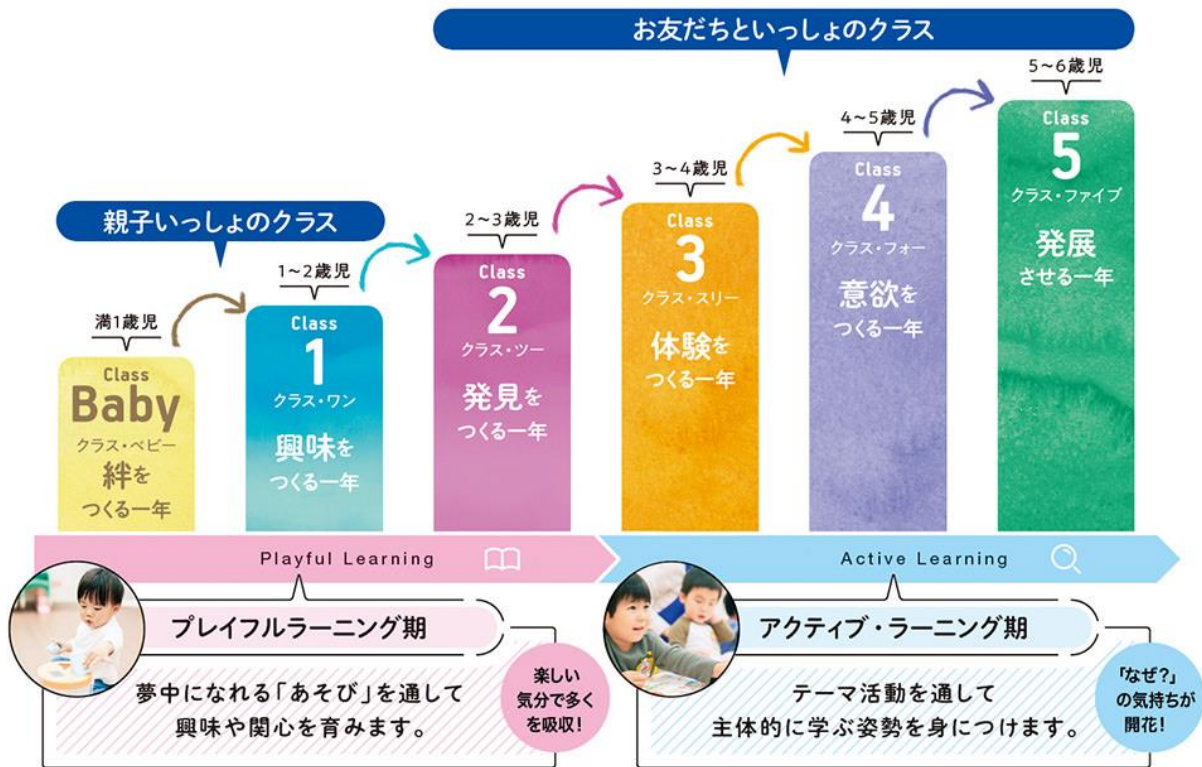 お友だちといっしょのクラス
親子いっしょのクラス
満1歳児
Class
Baby
クラス・ベビー
絆を
つくる一年
1〜2歳児
Class
1
クラス・ワン
興味を
つくる一年
2〜3歳児
Class
2
クラス・ツー
発見を
つくる一年
3〜4歳児
Class
3
クラス・スリー
体験を
つくる一年
4〜5歳児
Class
4
クラス・フォー
意欲を
つくる一年
5〜6歳児
Class
5
クラス・ファイブ
発展
させる一年
Playful Learning
プレイフルラーニング期
夢中になれる「あそび」を通して
興味や関心を育みます。
楽しい
気分で多く
を吸収!
Active Learning
アクティブ・ラーニング期
テーマ活動を通して
主体的に学ぶ姿勢を身につけます。
「なぜ?」
の気持ちが
開花!